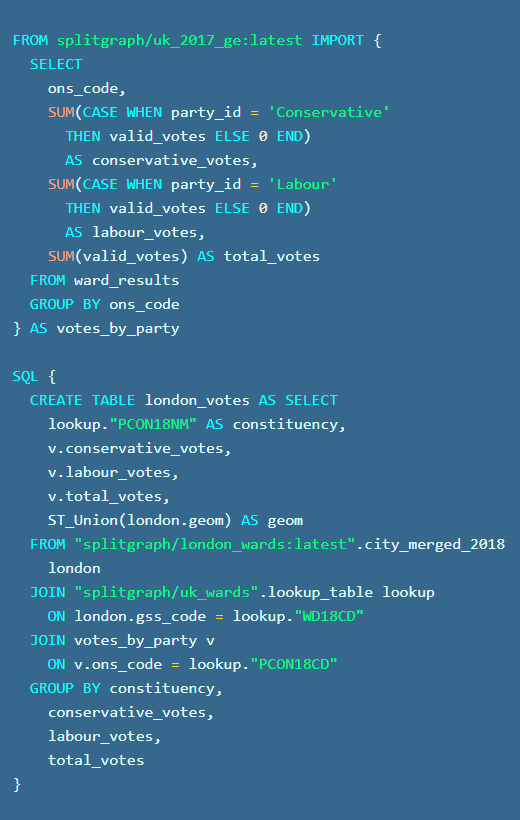 FROM splitgraph/uk_2017_ge:latest IMPORT {
  SELECT
    ons_code,
    SUM(CASE WHEN party_id = 'Conservative'
      THEN valid_votes ELSE 0 END)
      AS conservative_votes,
    SUM(CASE WHEN party_id = 'Labour'
      THEN valid_votes ELSE 0 END)
      AS labour_votes,
    SUM(valid_votes) AS total_votes
  FROM ward_results
  GROUP BY ons_code
} AS votes_by_party

SQL {
  CREATE TABLE london_votes AS SELECT
    lookup."PCON18NM" AS constituency,
    v.conservative_votes,
    v.labour_votes,
    v.total_votes,
    ST_Union(london.geom) AS geom
  FROM "splitgraph/london_wards:latest".city_merged_2018
    london
  JOIN "splitgraph/uk_wards".lookup_table lookup
    ON london.gss_code = lookup."WD18CD"
  JOIN votes_by_party v
    ON v.ons_code = lookup."PCON18CD"
  GROUP BY constituency,
    conservative_votes,
    labour_votes,
    total_votes
}